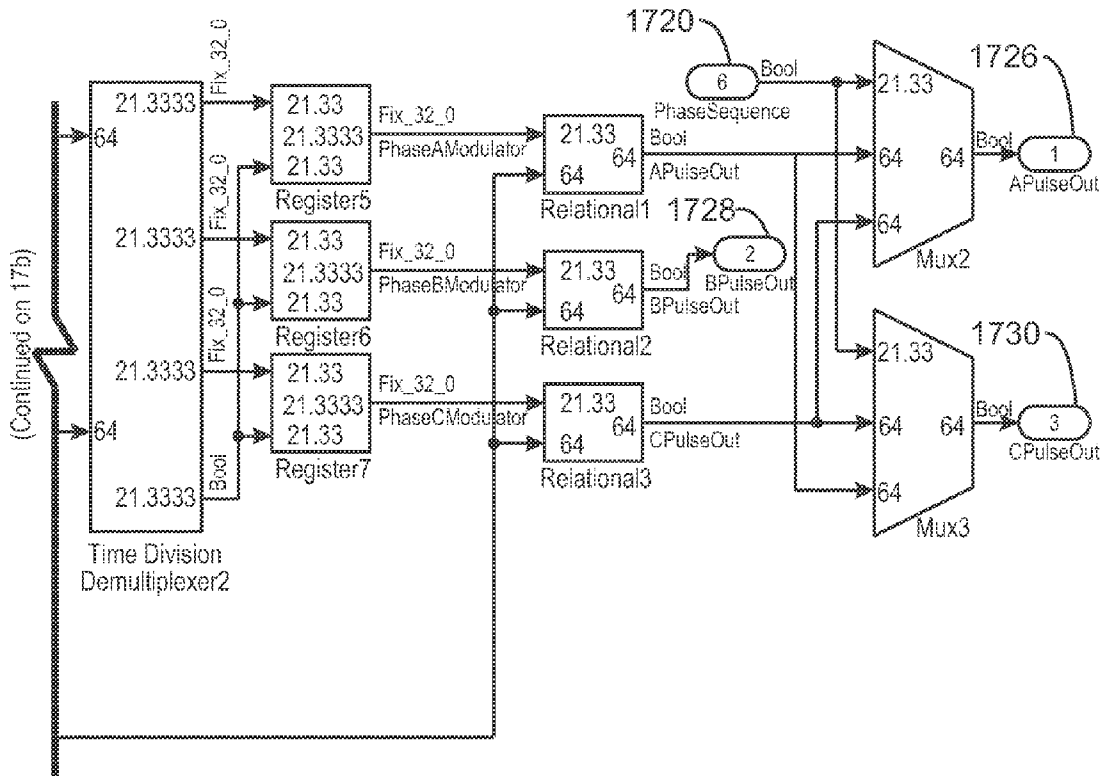 (Continued on 17b)
64
64
21.3333
21.3333
21.3333
21.3333
Time Division
Demultiplexer2
Fix_32_0
Fix_32_0
Fix_32_0
Bool
21.33
21.3333
21.33
Register5
21.33
21.3333
21.33
Register6
21.33
21.3333
21.33
Register7
Fix_32_0
PhaseAModulator
Fix_32_0
PhaseBModulator
Fix_32_0
PhaseCModulator
21.33
64
64
Relational1
21.33
64
64
Relational2
21.33
64
64
Relational3
Bool
APulseOut
Bool
BPulseOut
Bool
CPulseOut
1720
6
Bool
PhaseSequence
1728
2
BPulseOut
21.33
64
64
64
Mux2
Bool
1726
1
APulseOut
21.33
64
64
64
Mux3
Bool
1730
3
CPulseOut